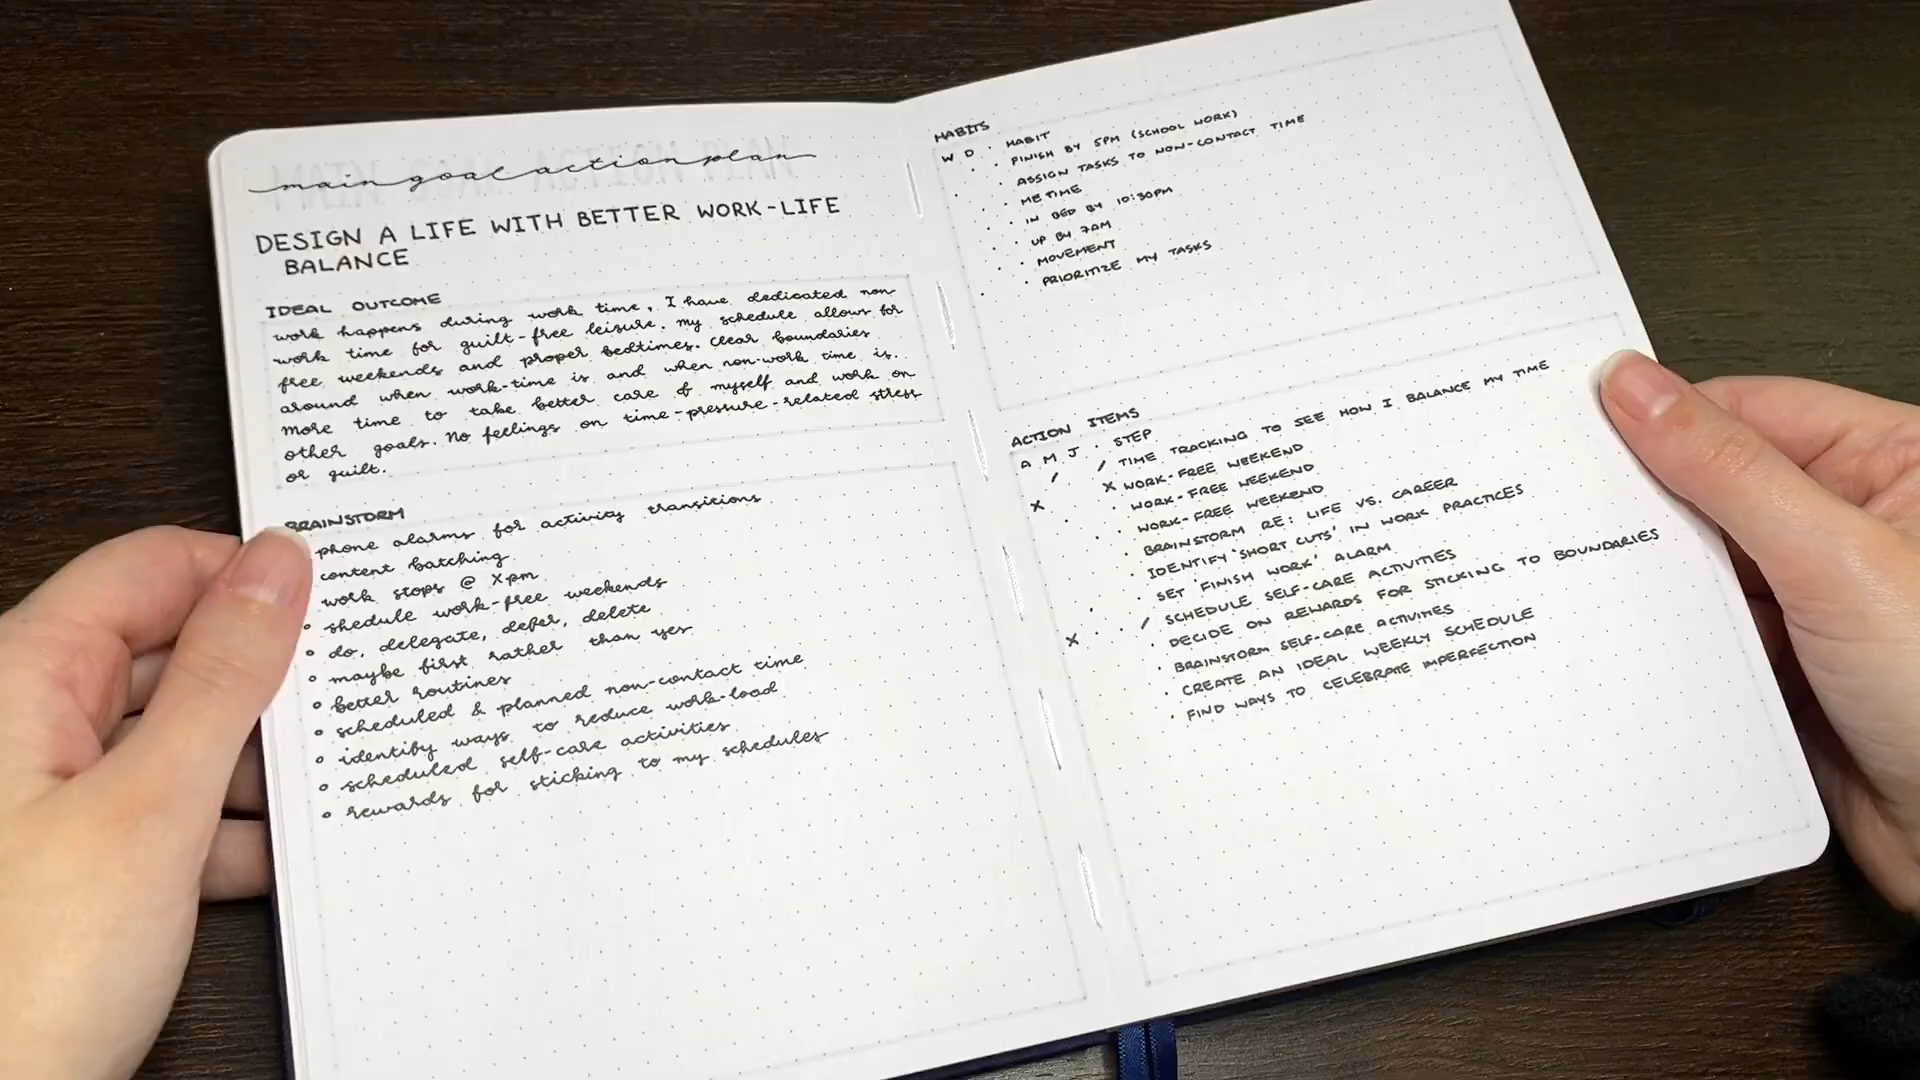 main goal action plan
DESIGN A LIFE WITH BETTER WORK-LIFE
BALANCE
IDEAL OUTCOME
work happens during work time. I have dedicated non
work time for guilt-free leisure. my schedule allows for
free weekends and proper bedtimes. clear boundaries
around when work-time is and when non-work time is.
more time to take better care of myself and work on
other goals. No feelings on time-pressure-related stress
or guilt.
BRAINSTORM
phone alarms for activity transitions
content batching
work stops @ Xpm
• shedule work-free weekends
• do, delegate, defer, delete
• maybe first rather than yes
• better routines
• scheduled & planned non-contact time
• identify ways to reduce work-load
• scheduled self-care activities
• rewards for sticking to my schedules
HABITS
W D • HABIT
• • FINISH BY 5PM (SCHOOL WORK)
• • ASSIGN TASKS TO NON-CONTACT TIME
• • ME TIME
• • IN BED BY 10:30PM
• • UP BY 7AM
• • MOVEMENT
• • PRIORITIZE MY TASKS
ACTION ITEMS
A M J • STEP
/ / TIME TRACKING TO SEE HOW I BALANCE MY TIME
X X WORK-FREE WEEKEND
• WORK-FREE WEEKEND
• WORK-FREE WEEKEND
• BRAINSTORM RE: LIFE VS. CAREER
• IDENTIFY 'SHORT CUTS' IN WORK PRACTICES
• SET 'FINISH WORK' ALARM
• SCHEDULE SELF-CARE ACTIVITIES
X / DECIDE ON REWARDS FOR STICKING TO BOUNDARIES
• BRAINSTORM SELF-CARE ACTIVITIES
• CREATE AN IDEAL WEEKLY SCHEDULE
• FIND WAYS TO CELEBRATE IMPERFECTION